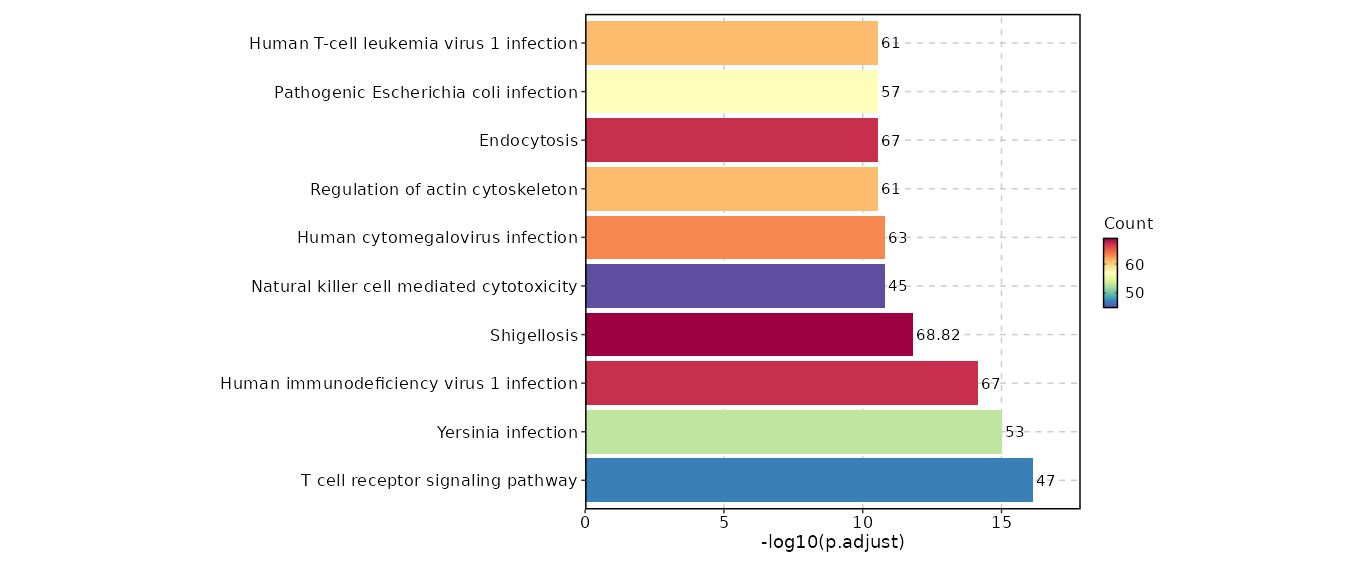 Human T-cell leukemia virus 1 infection 61
Pathogenic Escherichia coli infection 57
Endocytosis 67
Regulation of actin cytoskeleton 61
Human cytomegalovirus infection 63
Natural killer cell mediated cytotoxicity 45
Shigellosis 68.82
Human immunodeficiency virus 1 infection 67
Yersinia infection 53
T cell receptor signaling pathway 47
0 5 10 15
-log10(p.adjust)
Count
60
50